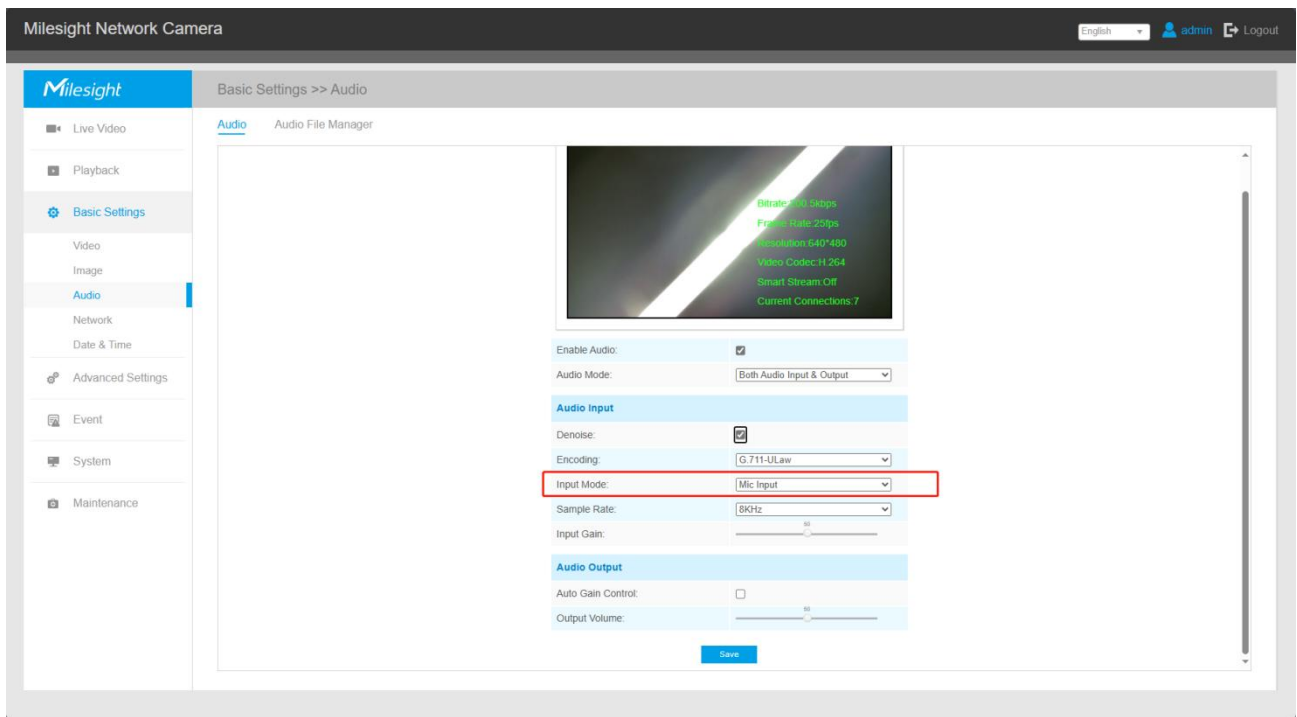 Milesight Network Camera
English admin Logout
Milesight
Basic Settings >> Audio
Live Video
Playback
Basic Settings
Video
Image
Audio
Network
Date & Time
Advanced Settings
Event
System
Maintenance
Audio Audio File Manager
Bitrate: 0.5kbps
Frame Rate:25fps
Resolution:640*480
Video Codec:H.264
Smart Stream:Off
Current Connections:7
Enable Audio:
Audio Mode: Both Audio Input & Output
Audio Input
Denoise:
Encoding: G.711-ULaw
Input Mode: Mic Input
Sample Rate: 8KHz
50
Input Gain:
Audio Output
Auto Gain Control:
50
Output Volume:
Save